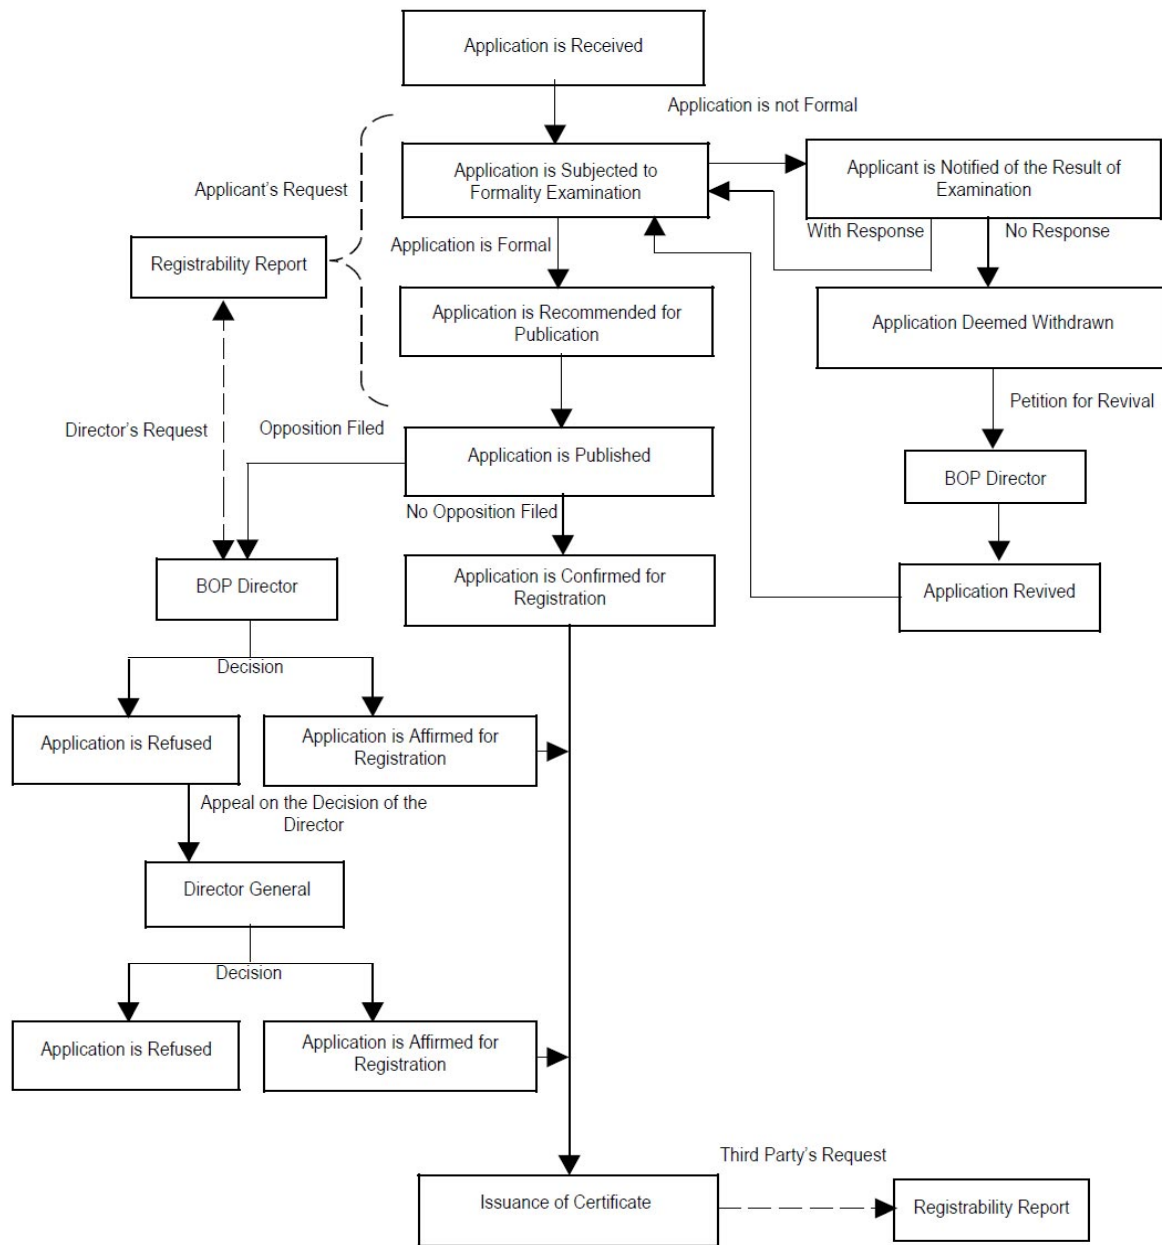 Application is Received
Application is not Formal
Application is Subjected to
Formality Examination
Applicant is Notified of the Result of
Examination
Applicant's Request
With Response
No Response
Application is Formal
Registrability Report
Application is Recommended for
Publication
Application Deemed Withdrawn
Petition for Revival
Director's Request
Opposition Filed
Application is Published
BOP Director
No Opposition Filed
BOP Director
Application is Confirmed for
Registration
Application Revived
Decision
Application is Refused
Application is Affirmed for
Registration
Appeal on the Decision of the
Director
Director General
Decision
Application is Refused
Application is Affirmed for
Registration
Third Party's Request
Issuance of Certificate
Registrability Report